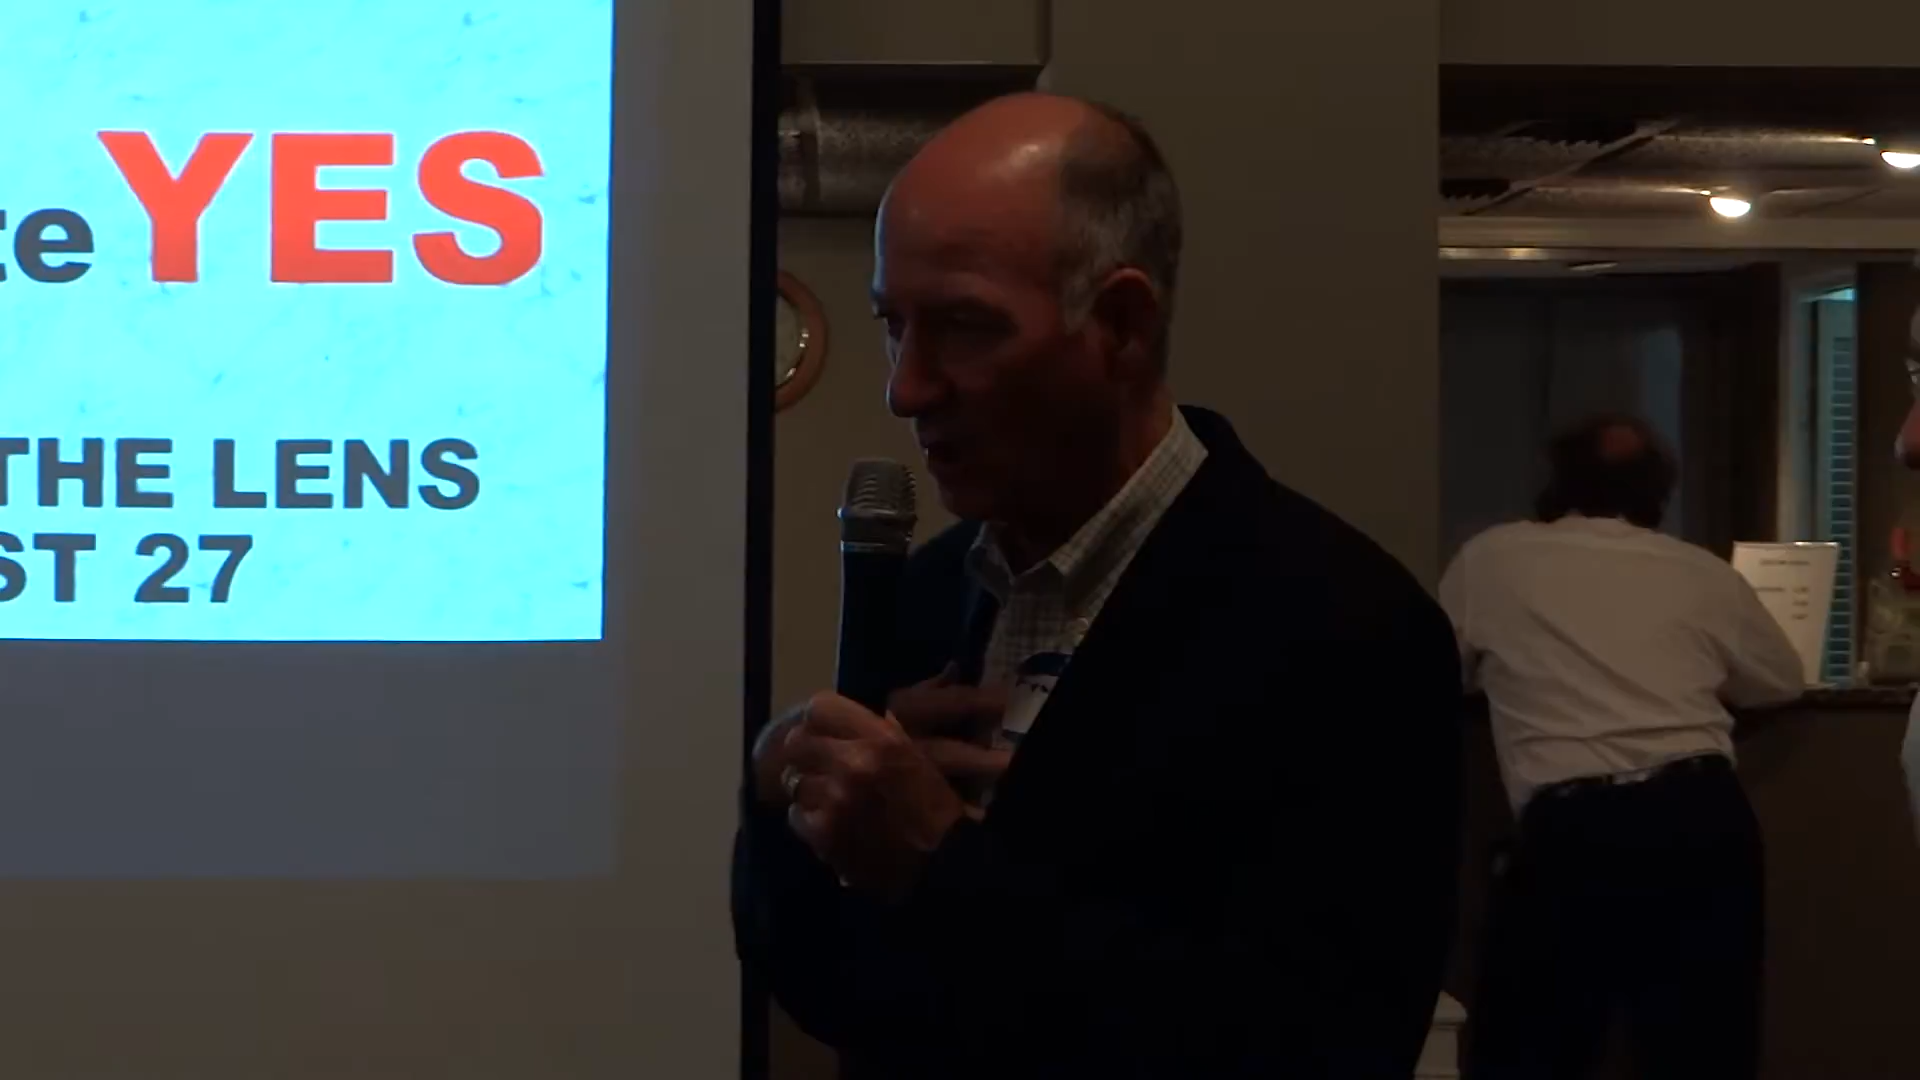 te YES
THE LENS
ST 27